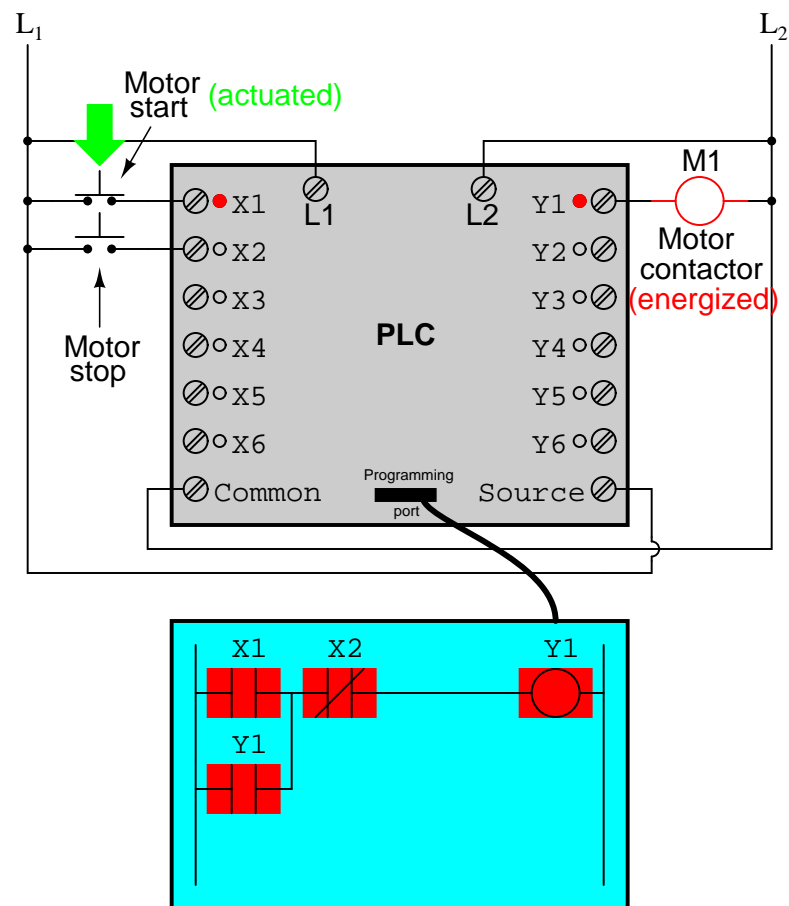 L1
L2
Motor
start
(actuated)
M1
X1
L1
L2
Y1
X2
Y2
Motor
contactor
(energized)
X3
Y3
Motor
stop
X4
PLC
Y4
X5
Y5
X6
Y6
Common
Programming
port
Source
X1
X2
Y1
Y1